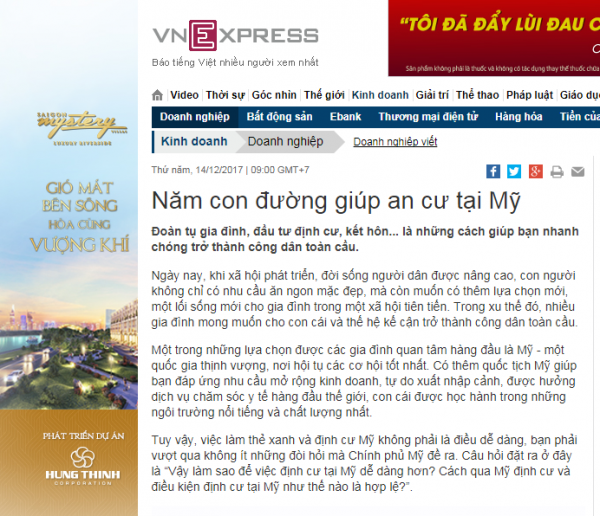 VNEXPRESS
Báo tiếng Việt nhiều người xem nhất
"TÔI ĐÃ ĐẨY LÙI ĐAU
Sản phẩm không phải là thuốc và không có tác dụng thay thế thuốc chữa
Video Thời sự Góc nhìn Thế giới Kinh doanh Giải trí Thể thao Pháp luật Giáo dục
Doanh nghiệp Bất động sản Ebank Thương mại điện tử Hàng hóa Tiền của
Kinh doanh Doanh nghiệp Doanh nghiệp viết
Thứ năm, 14/12/2017 | 09:00 GMT+7
Năm con đường giúp an cư tại Mỹ
Đoàn tụ gia đình, đầu tư định cư, kết hôn... là những cách giúp bạn nhanh
chóng trở thành công dân toàn cầu.
Ngày nay, khi xã hội phát triển, đời sống người dân được nâng cao, con người
không chỉ có nhu cầu ăn ngon mặc đẹp, mà còn muốn có thêm lựa chọn mới,
một lối sống mới cho gia đình trong một xã hội tiên tiến. Trong xu thế đó, nhiều
gia đình mong muốn cho con cái và thế hệ kế cận trở thành công dân toàn cầu.
Một trong những lựa chọn được các gia đình quan tâm hàng đầu là Mỹ - một
quốc gia thịnh vượng, nơi hội tụ các cơ hội tốt nhất. Có thêm quốc tịch Mỹ giúp
bạn đáp ứng nhu cầu mở rộng kinh doanh, tự do xuất nhập cảnh, được hưởng
dịch vụ chăm sóc y tế hàng đầu thế giới, con cái được học hành trong những
ngôi trường nổi tiếng và chất lượng nhất.
Tuy vậy, việc làm thẻ xanh và định cư Mỹ không phải là điều dễ dàng, bạn phải
vượt qua không ít những đòi hỏi mà Chính phủ Mỹ đề ra. Câu hỏi đặt ra ở đây
là "Vậy làm sao để việc định cư tại Mỹ dễ dàng hơn? Cách qua Mỹ định cư và
điều kiện định cư tại Mỹ như thế nào là hợp lệ?".
SAIGON
mystery
VILLAS
LUXURY LIVERSING
GIÓ MÁT
BÊN SÔNG
HÒA CÙNG
VƯỢNG KHÍ
PHÁT TRIỂN DỰ ÁN
HUNG THINH
CORPORATION